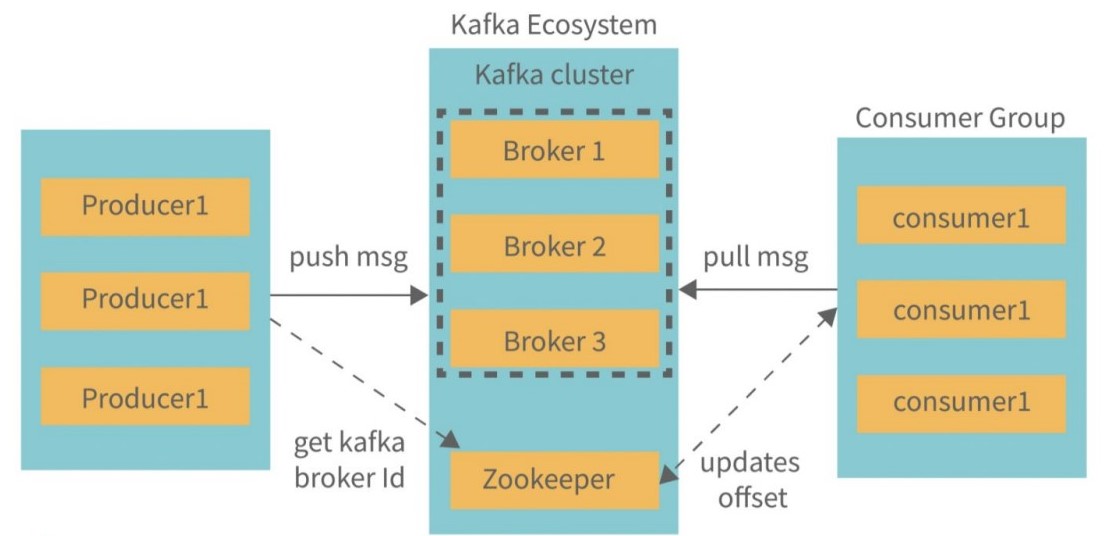 Kafka Ecosystem
Kafka cluster
Broker 1
Broker 2
Broker 3
Zookeeper
Producer1
Producer1
Producer1
push msg
get kafka
broker Id
Consumer Group
consumer1
consumer1
consumer1
pull msg
updates
offset